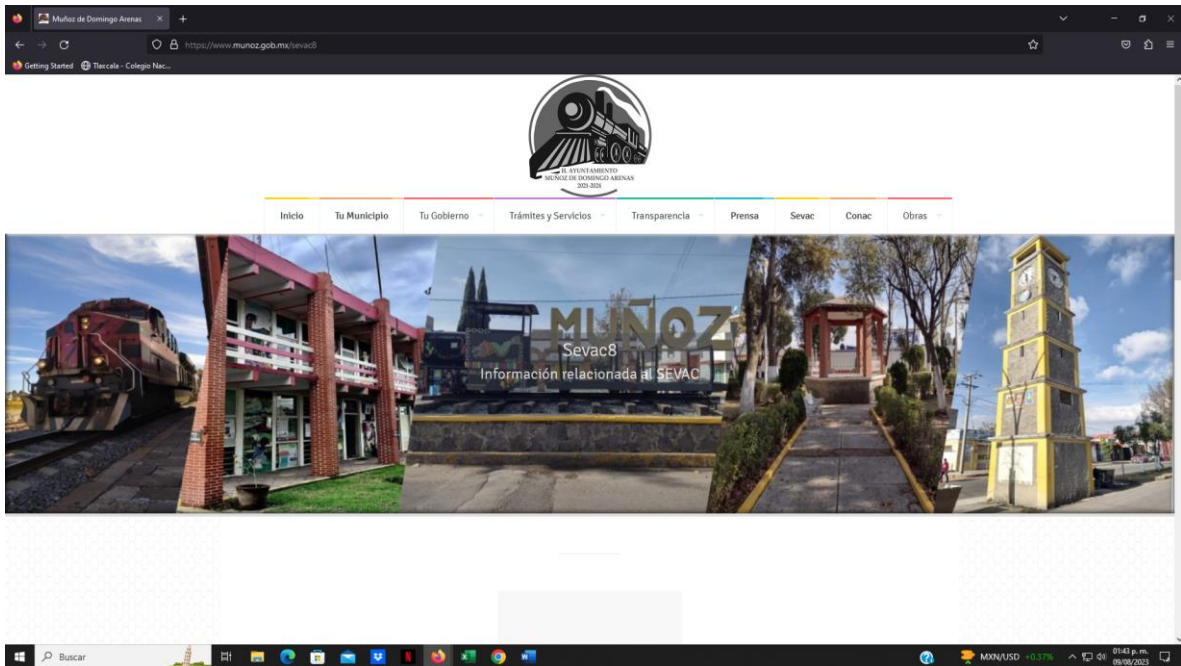 Muñoz de Domingo Arenas
https://www.munoz.gob.mx/sevac8
Getting Started Tlaxcala - Colegio Nac...
H. AYUNTAMIENTO
MUÑOZ DE DOMINGO ARENAS
2021-2024
Inicio Tu Municipio Tu Gobierno Trámites y Servicios Transparencia Prensa Sevac Conac Obras
MUÑOZ
Sevac8
Información relacionada al SEVAC
Buscar
MXN/USD +0.37%
01:43 p. m.
09/08/2023